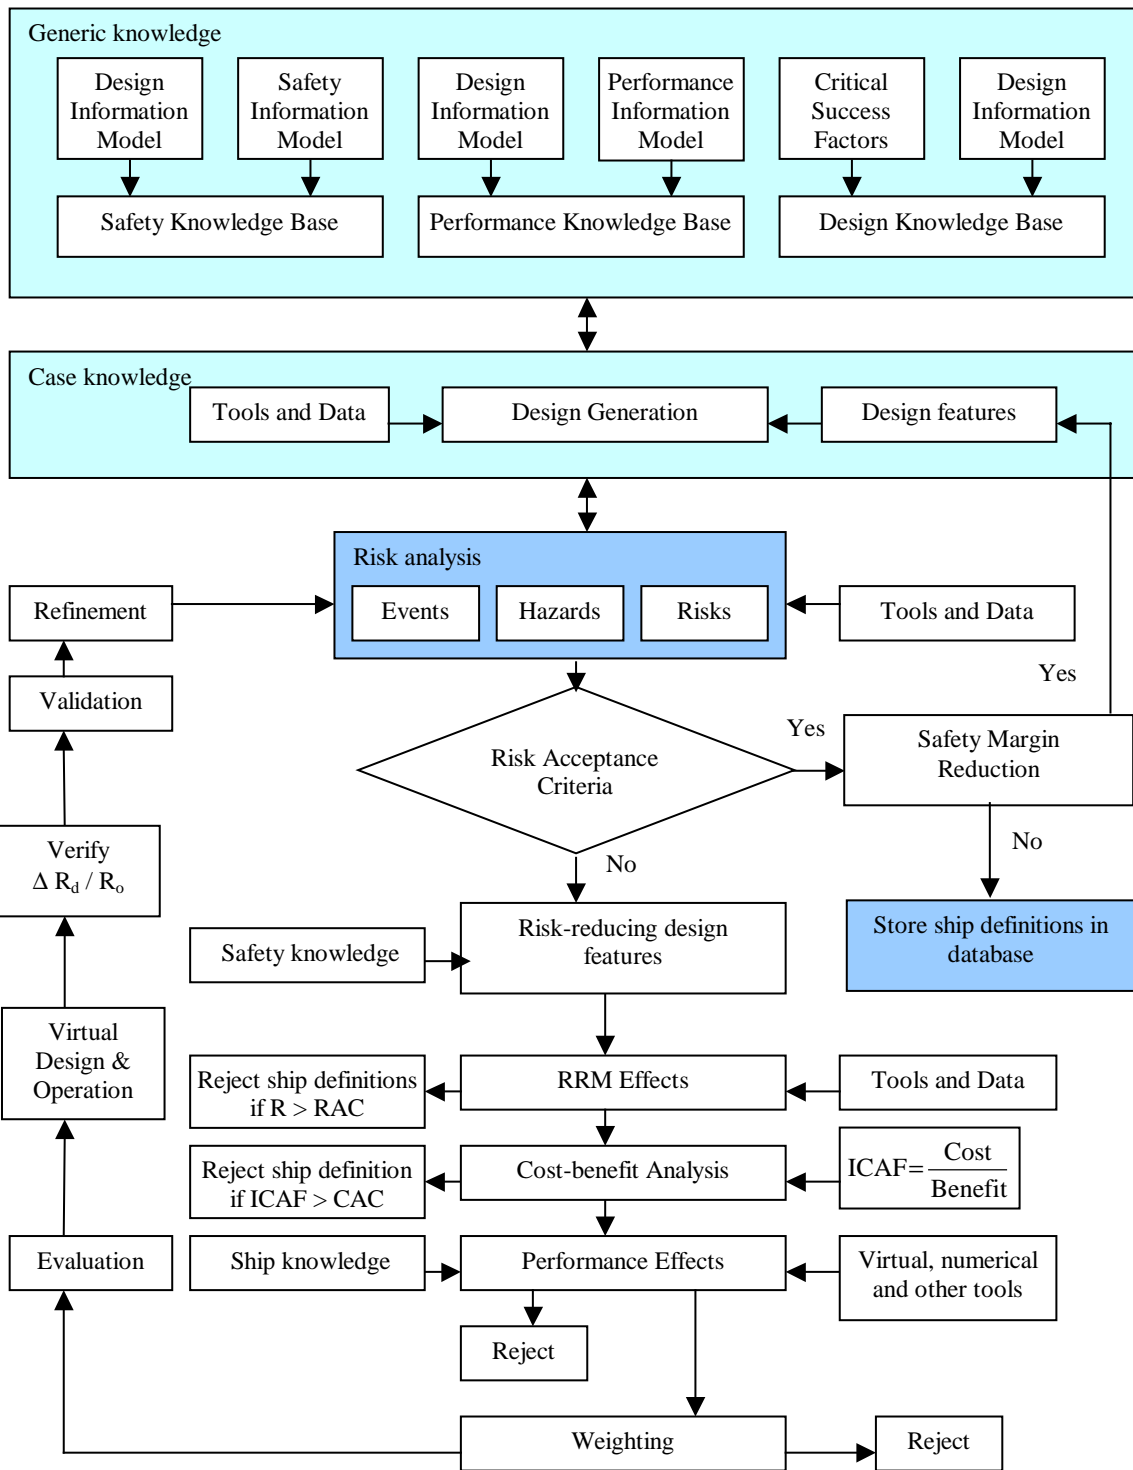 Generic knowledge
Design
Information
Model
Safety
Information
Model
Design
Information
Model
Performance
Information
Model
Critical
Success
Factors
Design
Information
Model
Safety Knowledge Base
Performance Knowledge Base
Design Knowledge Base
Case knowledge
Tools and Data
Design Generation
Design features
Risk analysis
Events
Hazards
Risks
Refinement
Tools and Data
Validation
Yes
Yes
Risk Acceptance
Criteria
Safety Margin
Reduction
Verify
Δ R_d / R_o
No
No
Safety knowledge
Risk-reducing design
features
Store ship definitions in
database
Virtual
Design &
Operation
Reject ship definitions
if R > RAC
RRM Effects
Tools and Data
Reject ship definition
if ICAF > CAC
Cost-benefit Analysis
ICAF= Cost
Benefit
Evaluation
Ship knowledge
Performance Effects
Virtual, numerical
and other tools
Reject
Weighting
Reject